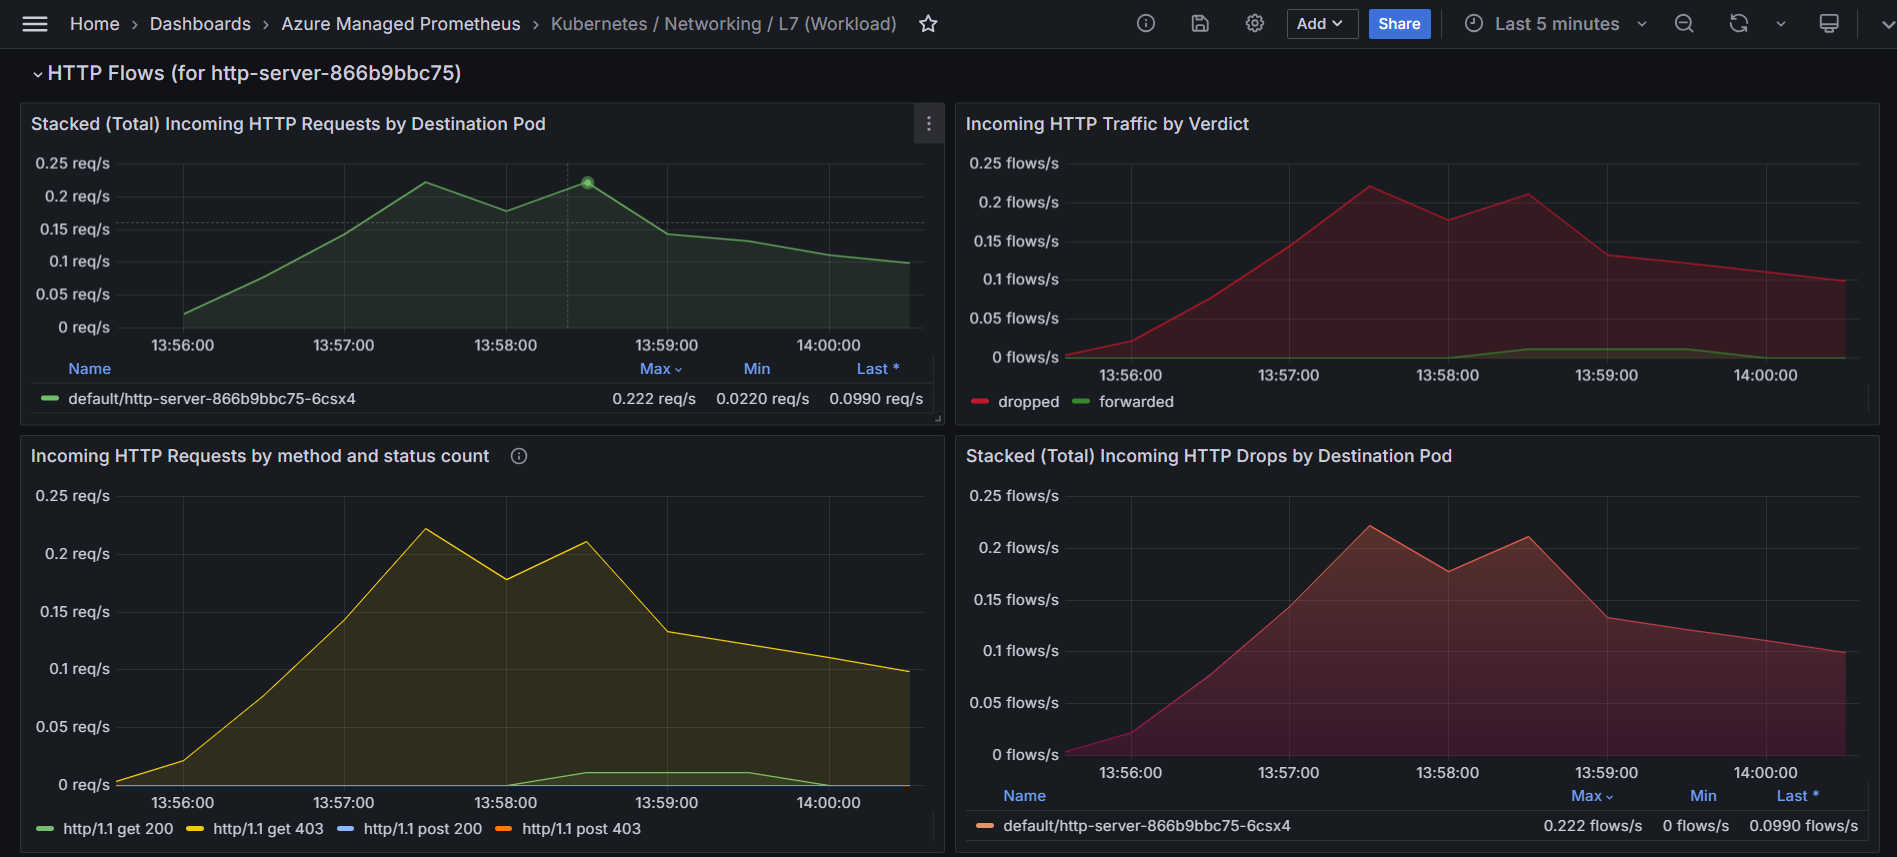 Home > Dashboards > Azure Managed Prometheus > Kubernetes / Networking / L7 (Workload)
Add
Share
Last 5 minutes
HTTP Flows (for http-server-866b9bbc75)
Stacked (Total) Incoming HTTP Requests by Destination Pod
0.25 req/s
0.2 req/s
0.15 req/s
0.1 req/s
0.05 req/s
0 req/s
13:56:00 13:57:00 13:58:00 13:59:00 14:00:00
Name Max Min Last *
default/http-server-866b9bbc75-6csx4 0.222 req/s 0.0220 req/s 0.0990 req/s
Incoming HTTP Traffic by Verdict
0.25 flows/s
0.2 flows/s
0.15 flows/s
0.1 flows/s
0.05 flows/s
0 flows/s
13:56:00 13:57:00 13:58:00 13:59:00 14:00:00
dropped forwarded
Incoming HTTP Requests by method and status count
0.25 req/s
0.2 req/s
0.15 req/s
0.1 req/s
0.05 req/s
0 req/s
13:56:00 13:57:00 13:58:00 13:59:00 14:00:00
http/1.1 get 200 http/1.1 get 403 http/1.1 post 200 http/1.1 post 403
Stacked (Total) Incoming HTTP Drops by Destination Pod
0.25 flows/s
0.2 flows/s
0.15 flows/s
0.1 flows/s
0.05 flows/s
0 flows/s
13:56:00 13:57:00 13:58:00 13:59:00 14:00:00
Name Max Min Last *
default/http-server-866b9bbc75-6csx4 0.222 flows/s 0 flows/s 0.0990 flows/s